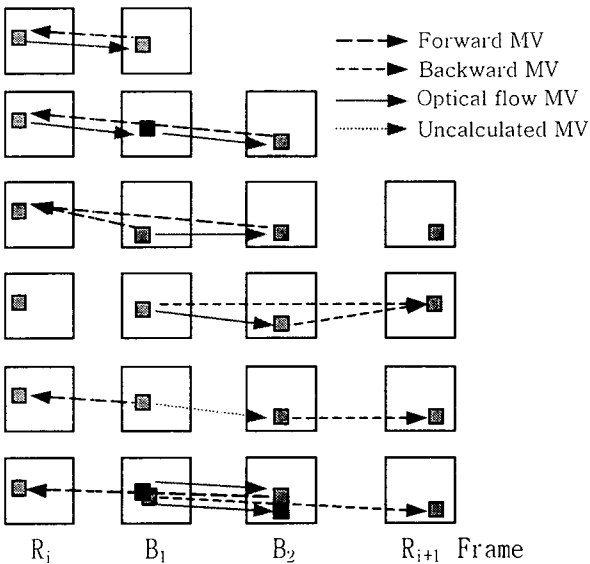 Forward MV
Backward MV
Optical flow MV
Uncalculated MV
Rᵢ B₁ B₂ Rᵢ₊₁ Frame